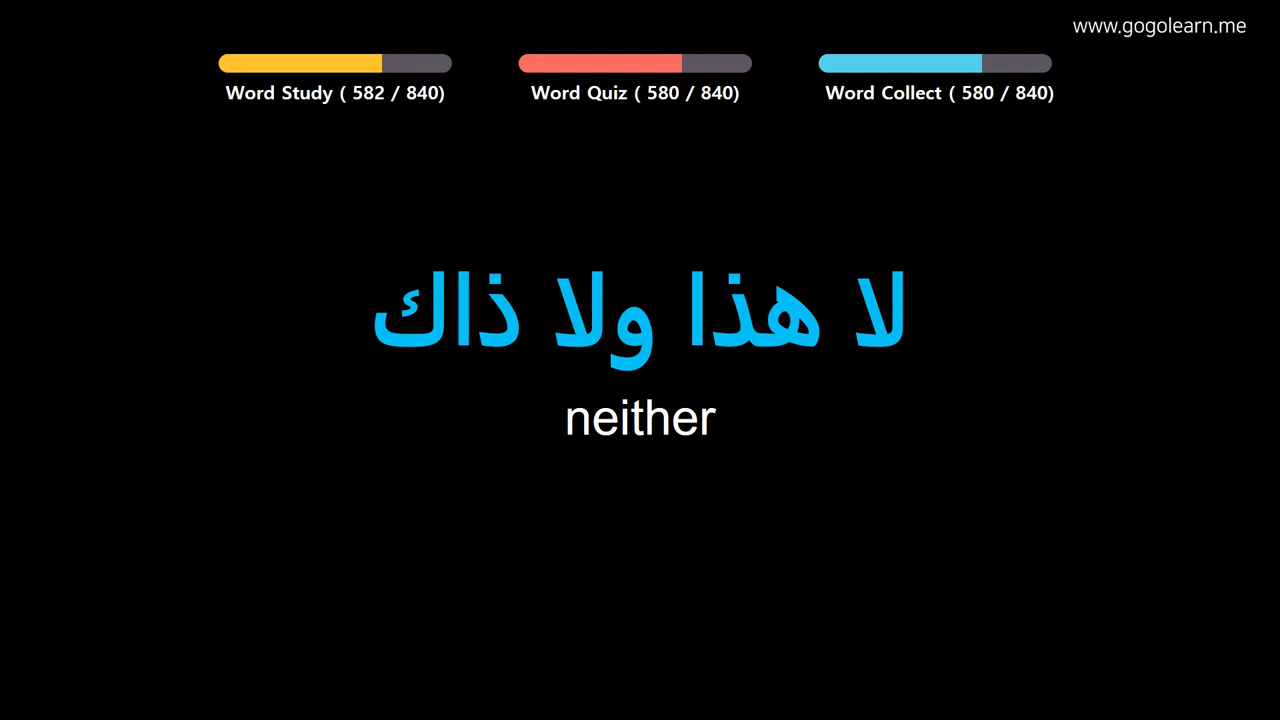 www.gogolearn.me
Word Study ( 582 / 840)
Word Quiz ( 580 / 840)
Word Collect ( 580 / 840)
لا هذا ولا ذاك
neither